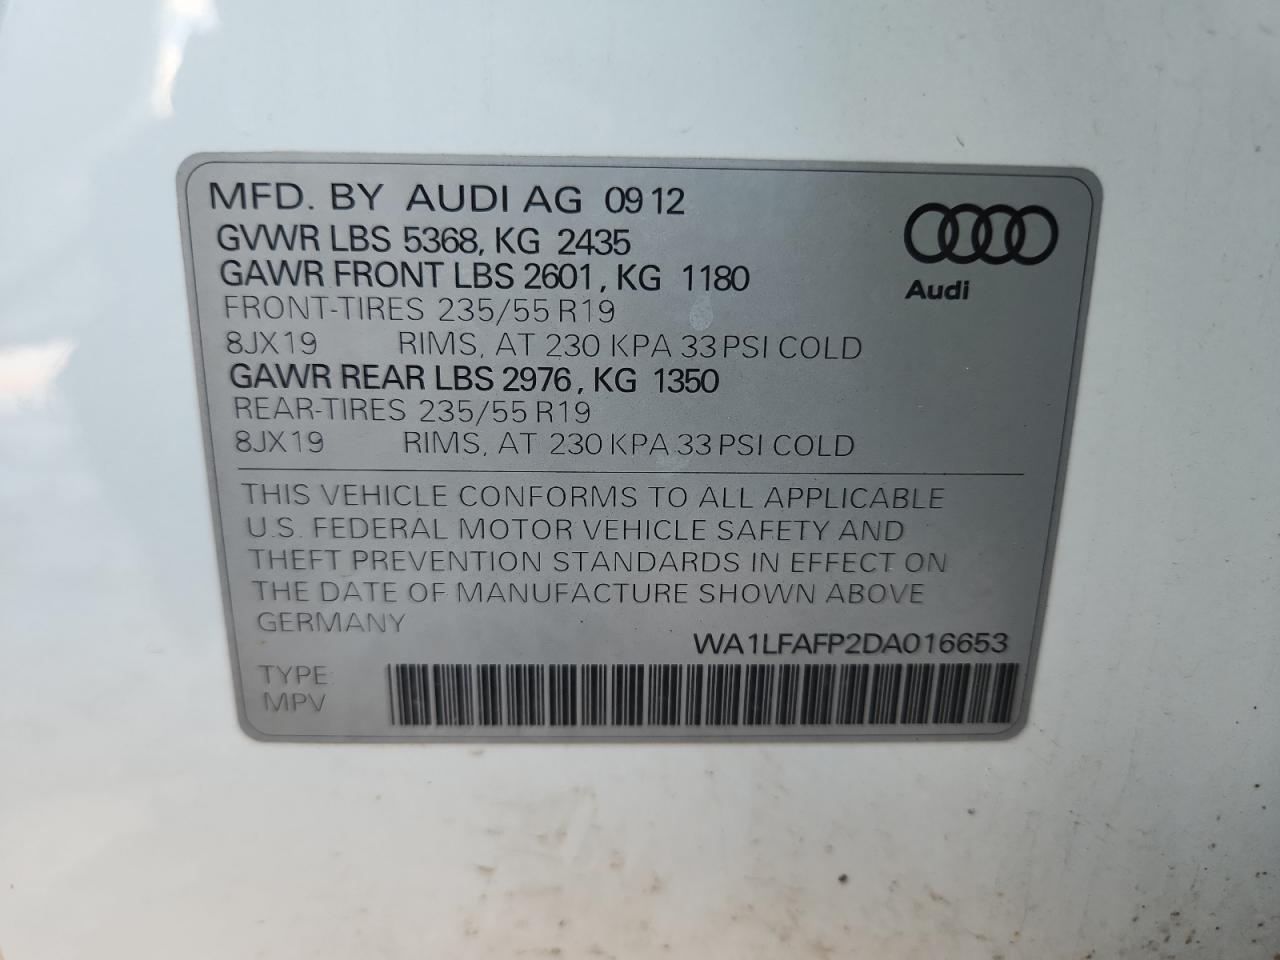 MFD. BY AUDI AG 09 12
GVWR LBS 5368, KG 2435
GAWR FRONT LBS 2601, KG 1180
FRONT-TIRES 235/55 R19
8JX19 RIMS, AT 230 KPA 33 PSI COLD
GAWR REAR LBS 2976, KG 1350
REAR-TIRES 235/55 R19
8JX19 RIMS, AT 230 KPA 33 PSI COLD
Audi
THIS VEHICLE CONFORMS TO ALL APPLICABLE
U.S. FEDERAL MOTOR VEHICLE SAFETY AND
THEFT PREVENTION STANDARDS IN EFFECT ON
THE DATE OF MANUFACTURE SHOWN ABOVE
GERMANY
WA1LFAFP2DA016653
TYPE:
MPV